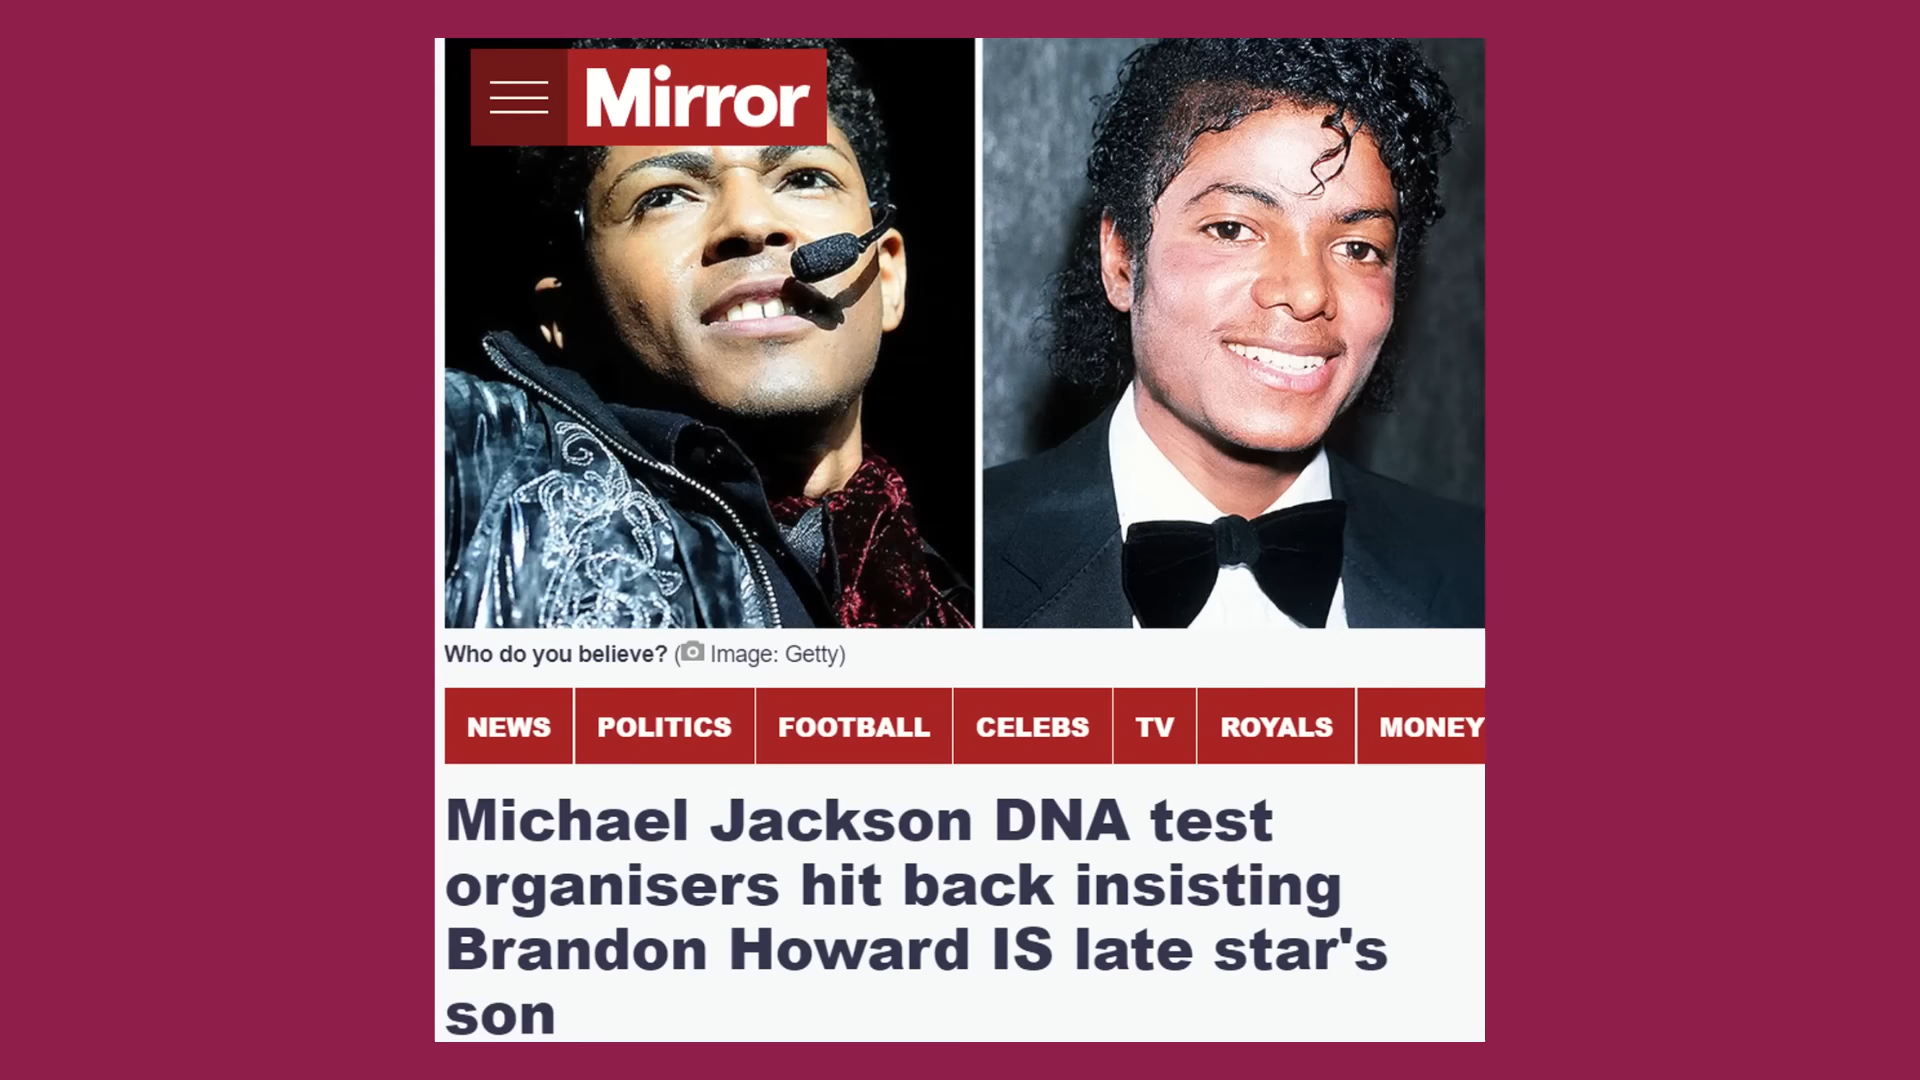 Mirror
Who do you believe? (Image: Getty)
NEWS POLITICS FOOTBALL CELEBS TV ROYALS MONEY
Michael Jackson DNA test
organisers hit back insisting
Brandon Howard IS late star's
son